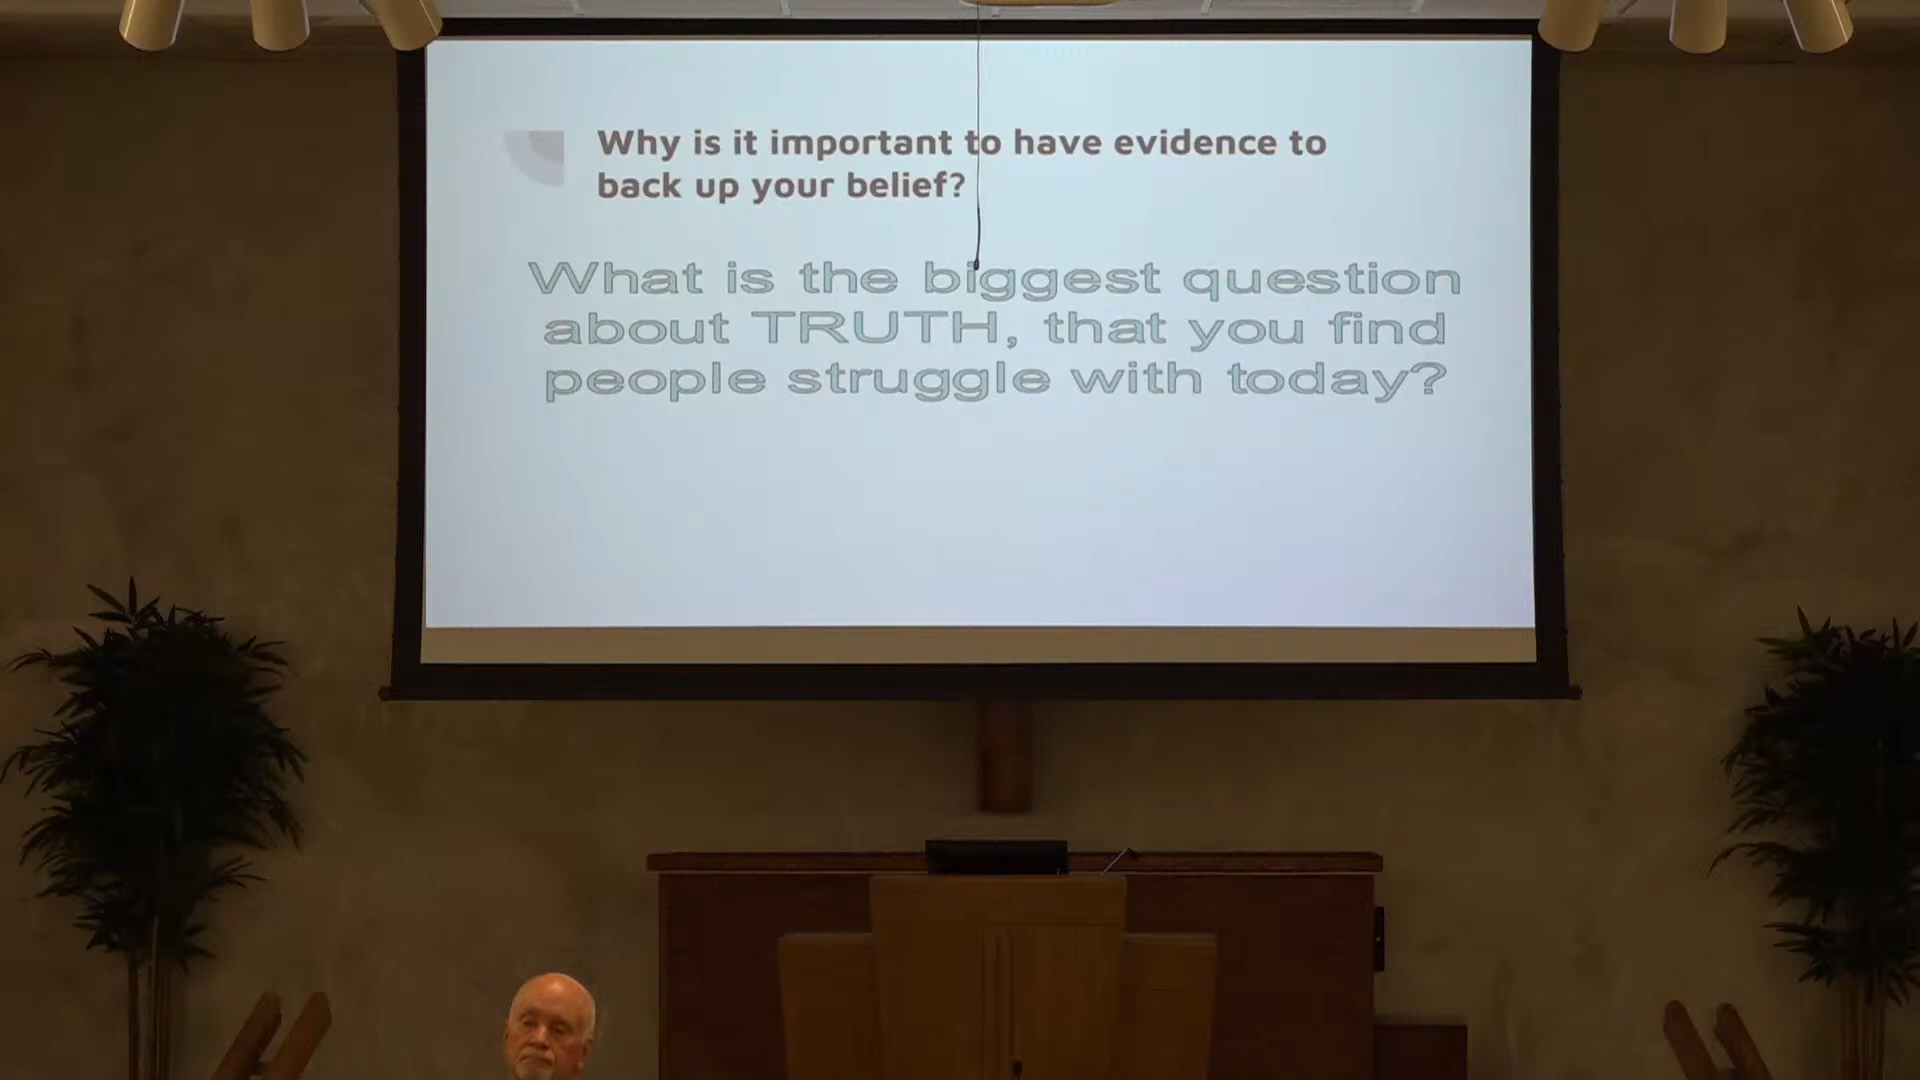 Why is it important to have evidence to
back up your belief?
What is the biggest question
about TRUTH, that you find
people struggle with today?